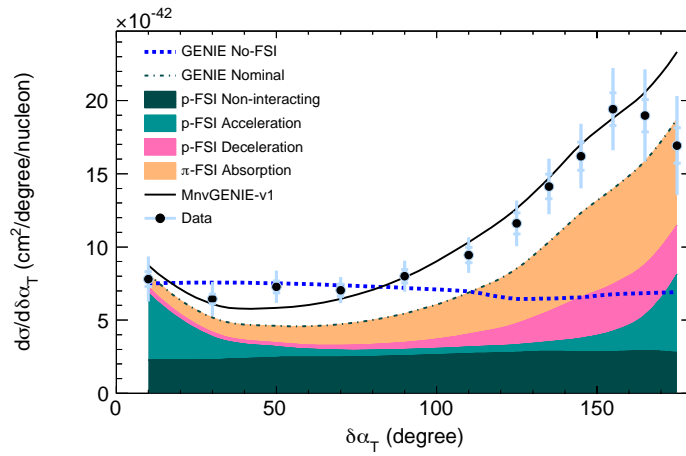 ×10⁻⁴²
GENIE No-FSI
GENIE Nominal
p-FSI Non-interacting
p-FSI Acceleration
p-FSI Deceleration
π-FSI Absorption
MnvGENIE-v1
Data
20
15
10
5
0
dσ/dδα_T (cm²/degree/nucleon)
0 50 100 150
δα_T (degree)